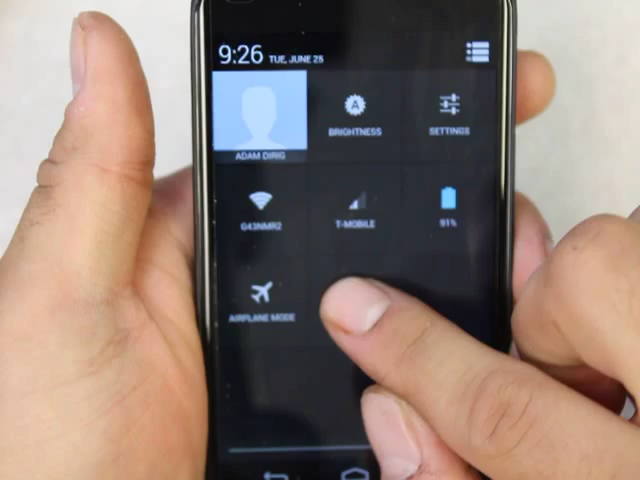 9:26 TUE, JUNE 25
ADAM DIRIG
A
BRIGHTNESS
SETTINGS
G43NMR2
T-MOBILE
91%
AIRPLANE MODE